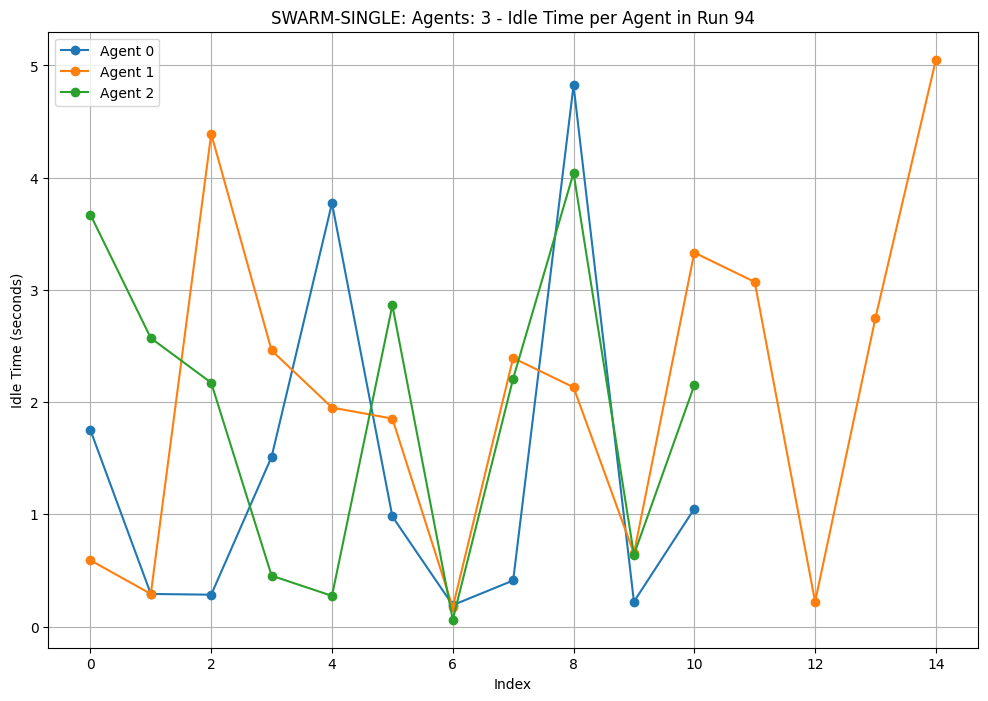 SWARM-SINGLE: Agents: 3 - Idle Time per Agent in Run 94
Agent 0
Agent 1
Agent 2
Idle Time (seconds)
5
4
3
2
1
0
0 2 4 6 8 10 12 14
Index